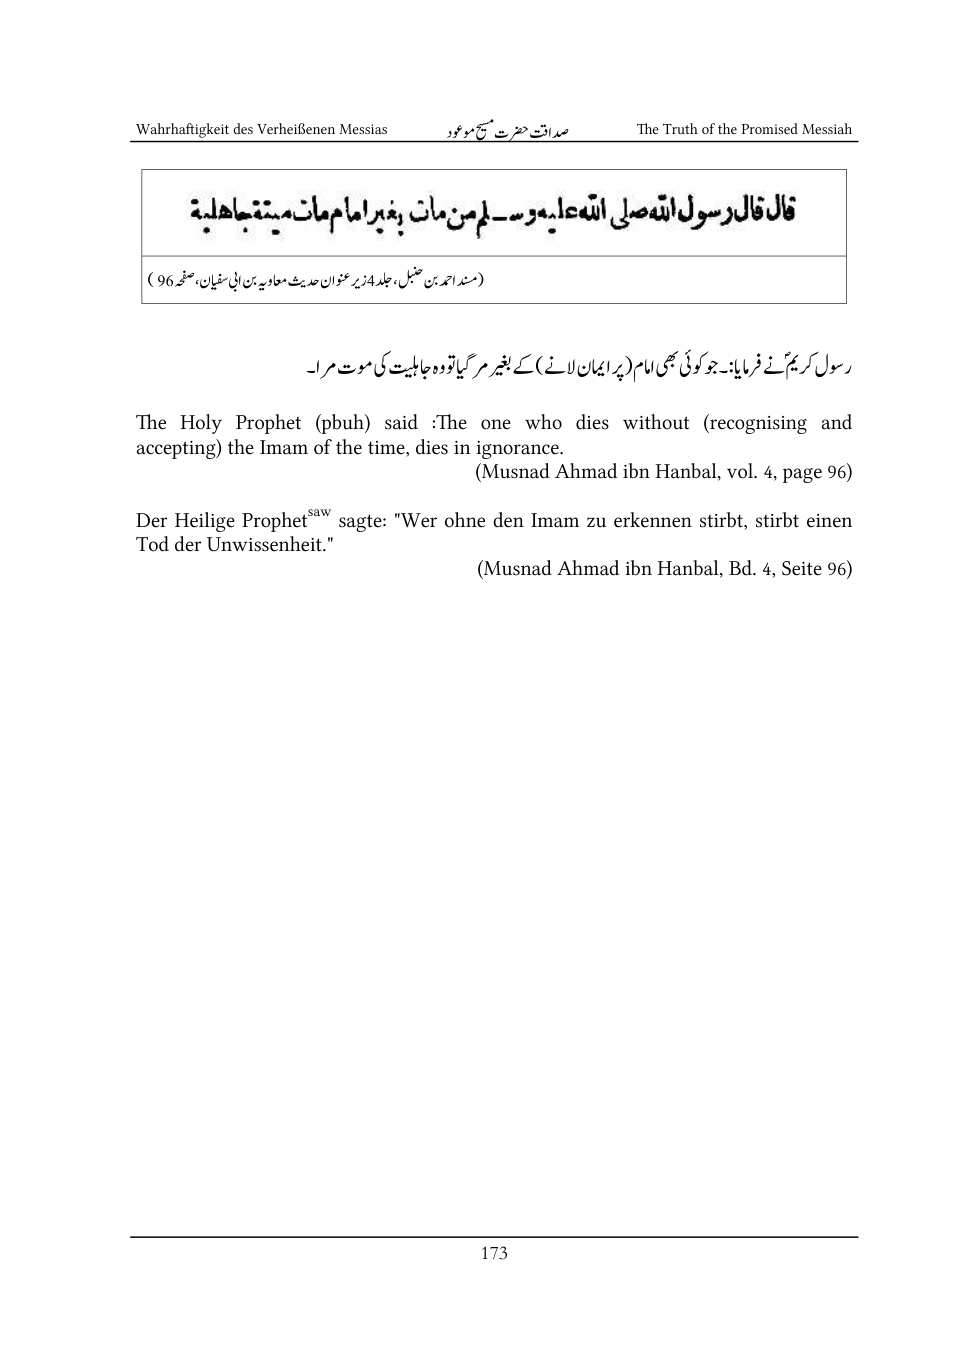 Wahrhaftigkeit des Verheißenen Messias صداقت حضرت مسیح موعود The Truth of the Promised Messiah
قال قال رسول الله صلى الله عليه وسلم من مات بغير امام مات ميتة جاهلية
(مسند احمد بن حنبل، جلد 4 زیر عنوان حدیث معاویہ بن ابی سفیان، صفحہ 96 )
رسول کریمؐ نے فرمایا:۔ جو کوئی بھی امام (پر ایمان لانے) کے بغیر مر گیا تو وہ جاہلیت کی موت مرا۔
The Holy Prophet (pbuh) said :The one who dies without (recognising and
accepting) the Imam of the time, dies in ignorance.
(Musnad Ahmad ibn Hanbal, vol. 4, page 96)
Der Heilige Prophet saw sagte: "Wer ohne den Imam zu erkennen stirbt, stirbt einen
Tod der Unwissenheit."
(Musnad Ahmad ibn Hanbal, Bd. 4, Seite 96)
173